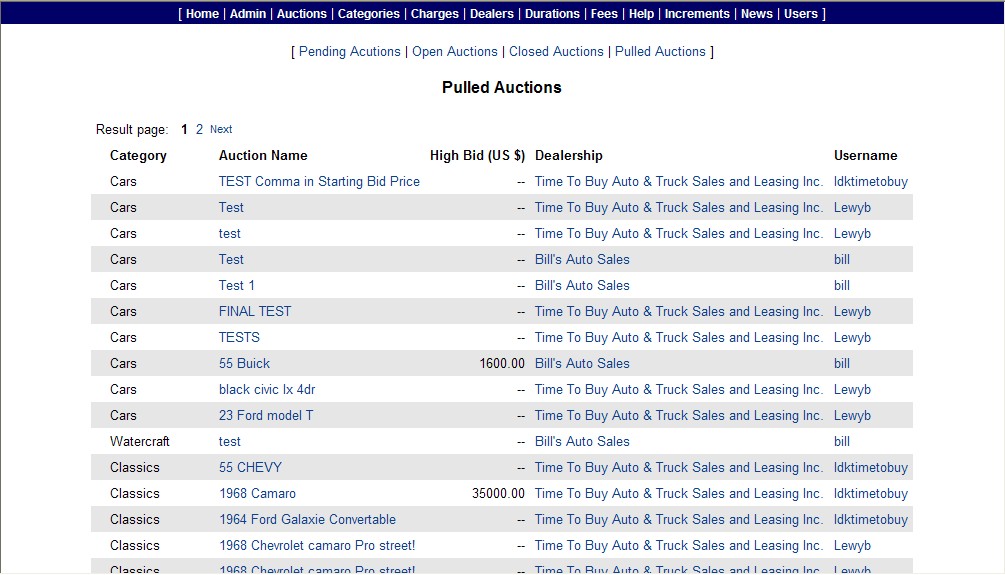 [ Home | Admin | Auctions | Categories | Charges | Dealers | Durations | Fees | Help | Increments | News | Users ]
[ Pending Acutions | Open Auctions | Closed Auctions | Pulled Auctions ]
Pulled Auctions
Result page: 1 2 Next
Category Auction Name High Bid (US $) Dealership Username
Cars TEST Comma in Starting Bid Price -- Time To Buy Auto & Truck Sales and Leasing Inc. ldktimetobuy
Cars Test -- Time To Buy Auto & Truck Sales and Leasing Inc. Lewyb
Cars test -- Time To Buy Auto & Truck Sales and Leasing Inc. Lewyb
Cars Test -- Bill's Auto Sales bill
Cars Test 1 -- Bill's Auto Sales bill
Cars FINAL TEST -- Time To Buy Auto & Truck Sales and Leasing Inc. Lewyb
Cars TESTS -- Time To Buy Auto & Truck Sales and Leasing Inc. Lewyb
Cars 55 Buick 1600.00 Bill's Auto Sales bill
Cars black civic lx 4dr -- Time To Buy Auto & Truck Sales and Leasing Inc. Lewyb
Cars 23 Ford model T -- Time To Buy Auto & Truck Sales and Leasing Inc. Lewyb
Watercraft test -- Bill's Auto Sales bill
Classics 55 CHEVY -- Time To Buy Auto & Truck Sales and Leasing Inc. ldktimetobuy
Classics 1968 Camaro 35000.00 Time To Buy Auto & Truck Sales and Leasing Inc. ldktimetobuy
Classics 1964 Ford Galaxie Convertable -- Time To Buy Auto & Truck Sales and Leasing Inc. ldktimetobuy
Classics 1968 Chevrolet camaro Pro street! -- Time To Buy Auto & Truck Sales and Leasing Inc. Lewyb
Classics 1968 Chevrolet camaro Pro street! -- Time To Buy Auto & Truck Sales and Leasing Inc. Lewyb